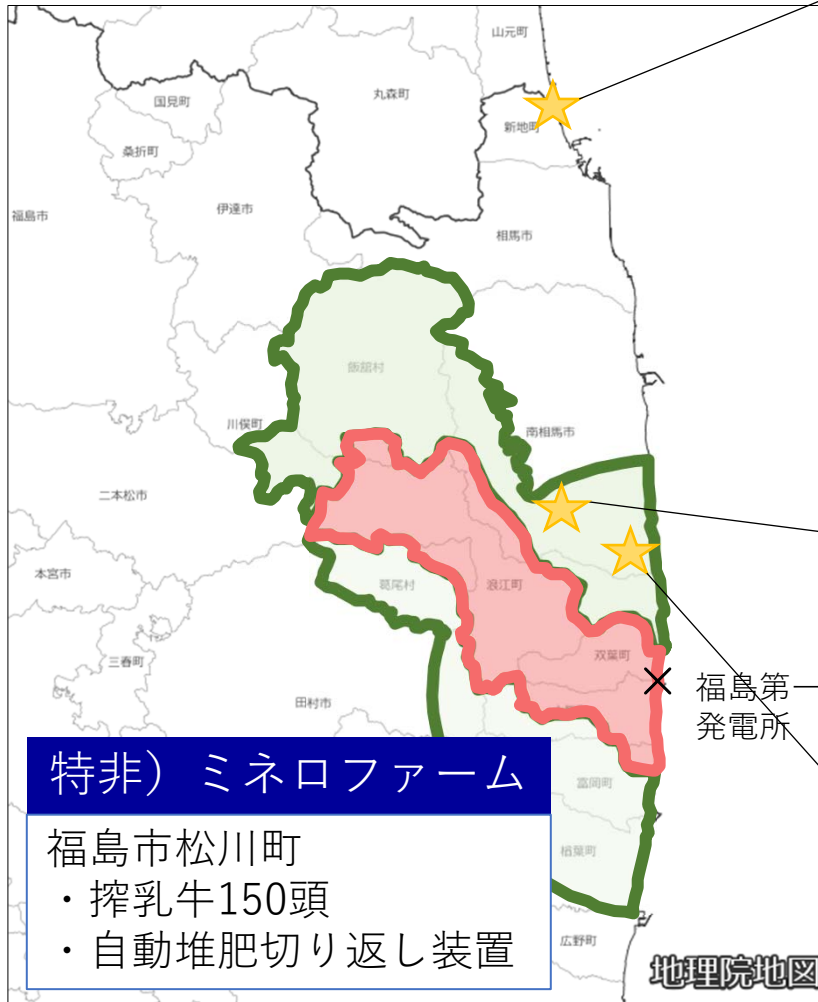 山元町
丸森町
国見町
新地町
桑折町
伊達市
福島市
相馬市
飯舘村
川俣町
南相馬市
二本松市
本宮市
葛尾村
浪江町
三春町
双葉町
田村市
福島第一
発電所
富岡町
楢葉町
広野町
特非）ミネロファーム
福島市松川町
・搾乳牛150頭
・自動堆肥切り返し装置
地理院地図